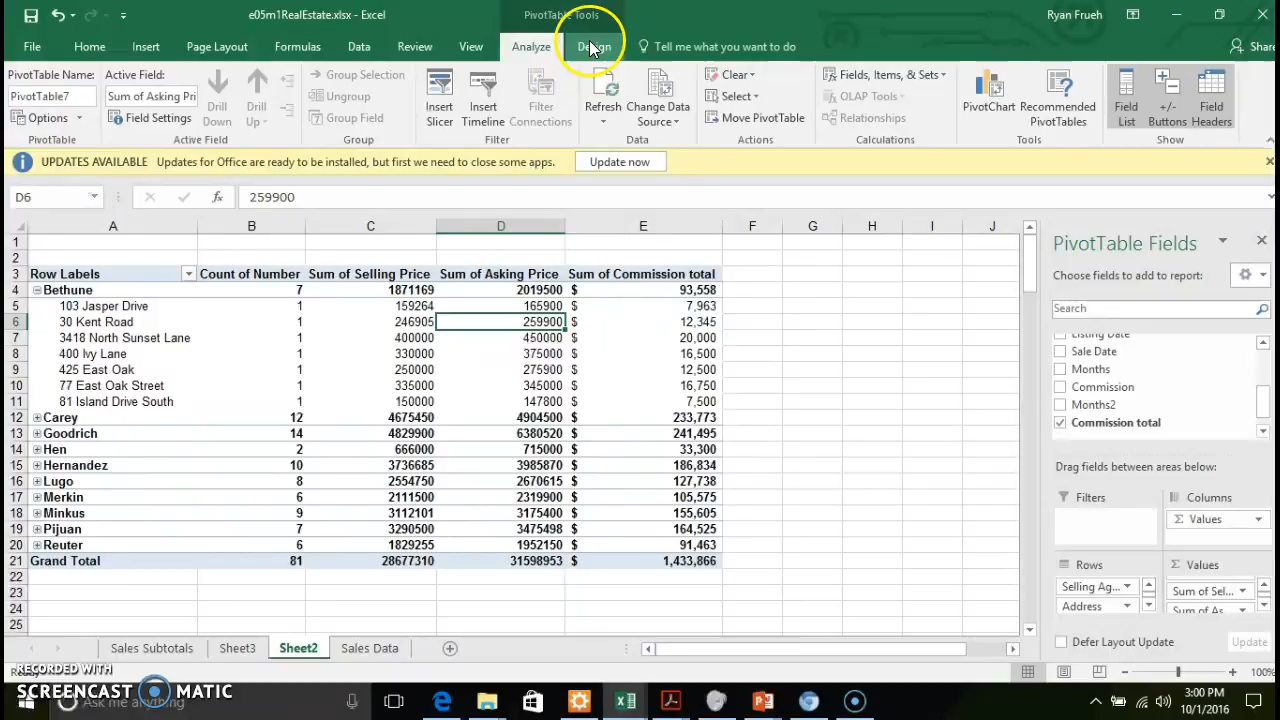 e05m1RealEstate.xlsx - Excel
PivotTable Tools
Ryan Frueh
File Home Insert Page Layout Formulas Data Review View Analyze Design Tell me what you want to do Share
PivotTable Name:
PivotTable7
Options
PivotTable
Active Field:
Sum of Asking Pri
Field Settings
Drill Down
Drill Up
Active Field
Group Selection
Ungroup
Group Field
Group
Insert Slicer
Insert Timeline
Filter Connections
Filter
Refresh
Change Data Source
Data
Clear
Select
Move PivotTable
Actions
Fields, Items, & Sets
OLAP Tools
Relationships
Calculations
PivotChart
Recommended PivotTables
Tools
Field List
+/- Buttons
Field Headers
Show
UPDATES AVAILABLE Updates for Office are ready to be installed, but first we need to close some apps. Update now
D6 fx 259900
A B C D E F G H I J
1
2
3 Row Labels Count of Number Sum of Selling Price Sum of Asking Price Sum of Commission total
4 Bethune 7 1871169 2019500 $ 93,558
5 103 Jasper Drive 1 159264 165900 $ 7,963
6 30 Kent Road 1 246905 259900 $ 12,345
7 3418 North Sunset Lane 1 400000 450000 $ 20,000
8 400 Ivy Lane 1 330000 375000 $ 16,500
9 425 East Oak 1 250000 275900 $ 12,500
10 77 East Oak Street 1 335000 345000 $ 16,750
11 81 Island Drive South 1 150000 147800 $ 7,500
12 Carey 12 4675450 4904500 $ 233,773
13 Goodrich 14 4829900 6380520 $ 241,495
14 Hen 2 666000 715000 $ 33,300
15 Hernandez 10 3736685 3985870 $ 186,834
16 Lugo 8 2554750 2670615 $ 127,738
17 Merkin 6 2111500 2319900 $ 105,575
18 Minkus 9 3112101 3175400 $ 155,605
19 Pijuan 7 3290500 3475498 $ 164,525
20 Reuter 6 1829255 1952150 $ 91,463
21 Grand Total 81 28677310 31598953 $ 1,433,866
22
23
24
25
PivotTable Fields
Choose fields to add to report:
Search
Listing Date
Sale Date
Months
Commission
Months2
Commission total
Drag fields between areas below:
Filters Columns
Σ Values
Rows Σ Values
Selling Ag... Sum of Sel...
Address Sum of As...
Defer Layout Update Update
Sales Subtotals Sheet3 Sheet2 Sales Data
100%
RECORDED WITH
SCREENCAST MATIC
Ask me anything
3:00 PM
10/1/2016